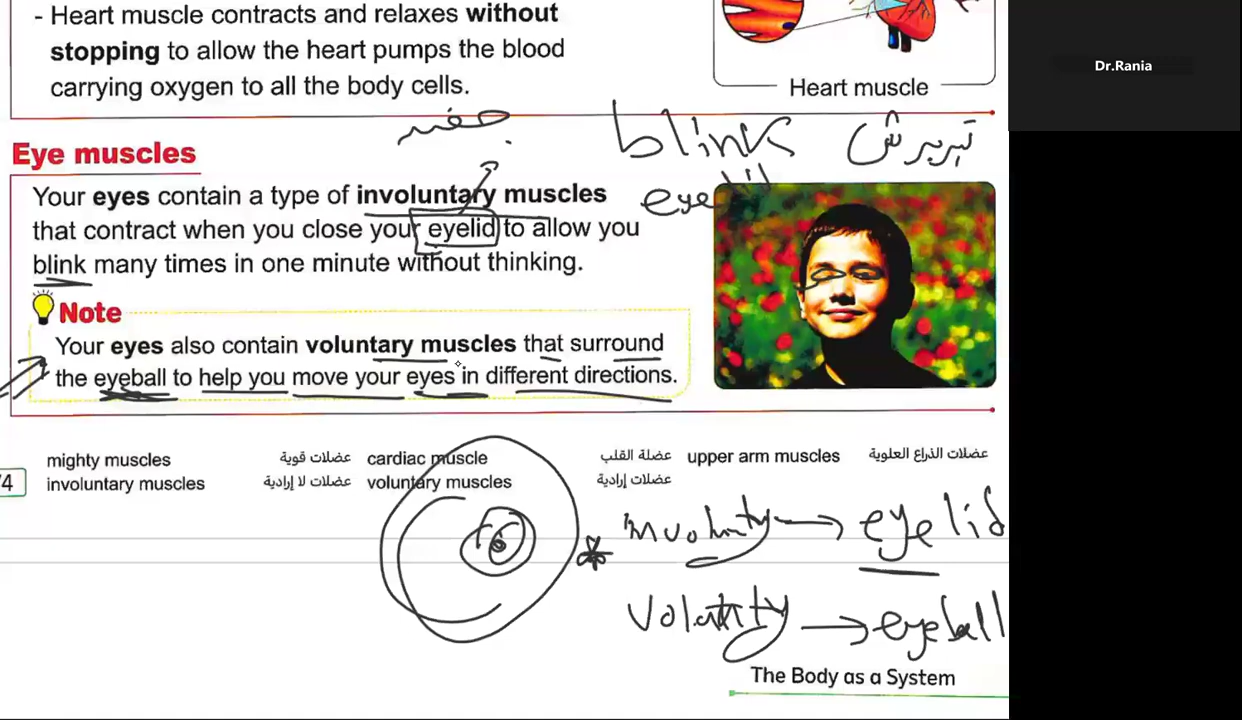 - Heart muscle contracts and relaxes without
stopping to allow the heart pumps the blood
carrying oxygen to all the body cells.
Heart muscle
Dr.Rania
جفن
blink تبربش
eyelid
Eye muscles
Your eyes contain a type of involuntary muscles
that contract when you close your eyelid to allow you
blink many times in one minute without thinking.
Note
Your eyes also contain voluntary muscles that surround
the eyeball to help you move your eyes in different directions.
mighty muscles عضلات قوية cardiac muscle عضلة القلب upper arm muscles عضلات الذراع العلوية
involuntary muscles عضلات لا إرادية voluntary muscles عضلات إرادية
74
* → eyelid
→ eyeball
The Body as a System